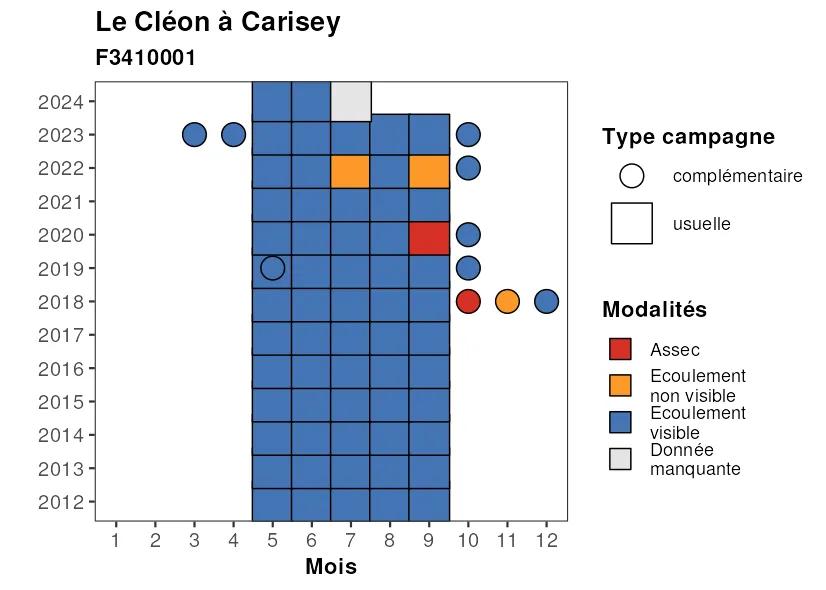 Le Cléon à Carisey
F3410001
2024
2023
2022
2021
2020
2019
2018
2017
2016
2015
2014
2013
2012
1 2 3 4 5 6 7 8 9 10 11 12
Mois
Type campagne
complémentaire
usuelle
Modalités
Assec
Ecoulement
non visible
Ecoulement
visible
Donnée
manquante